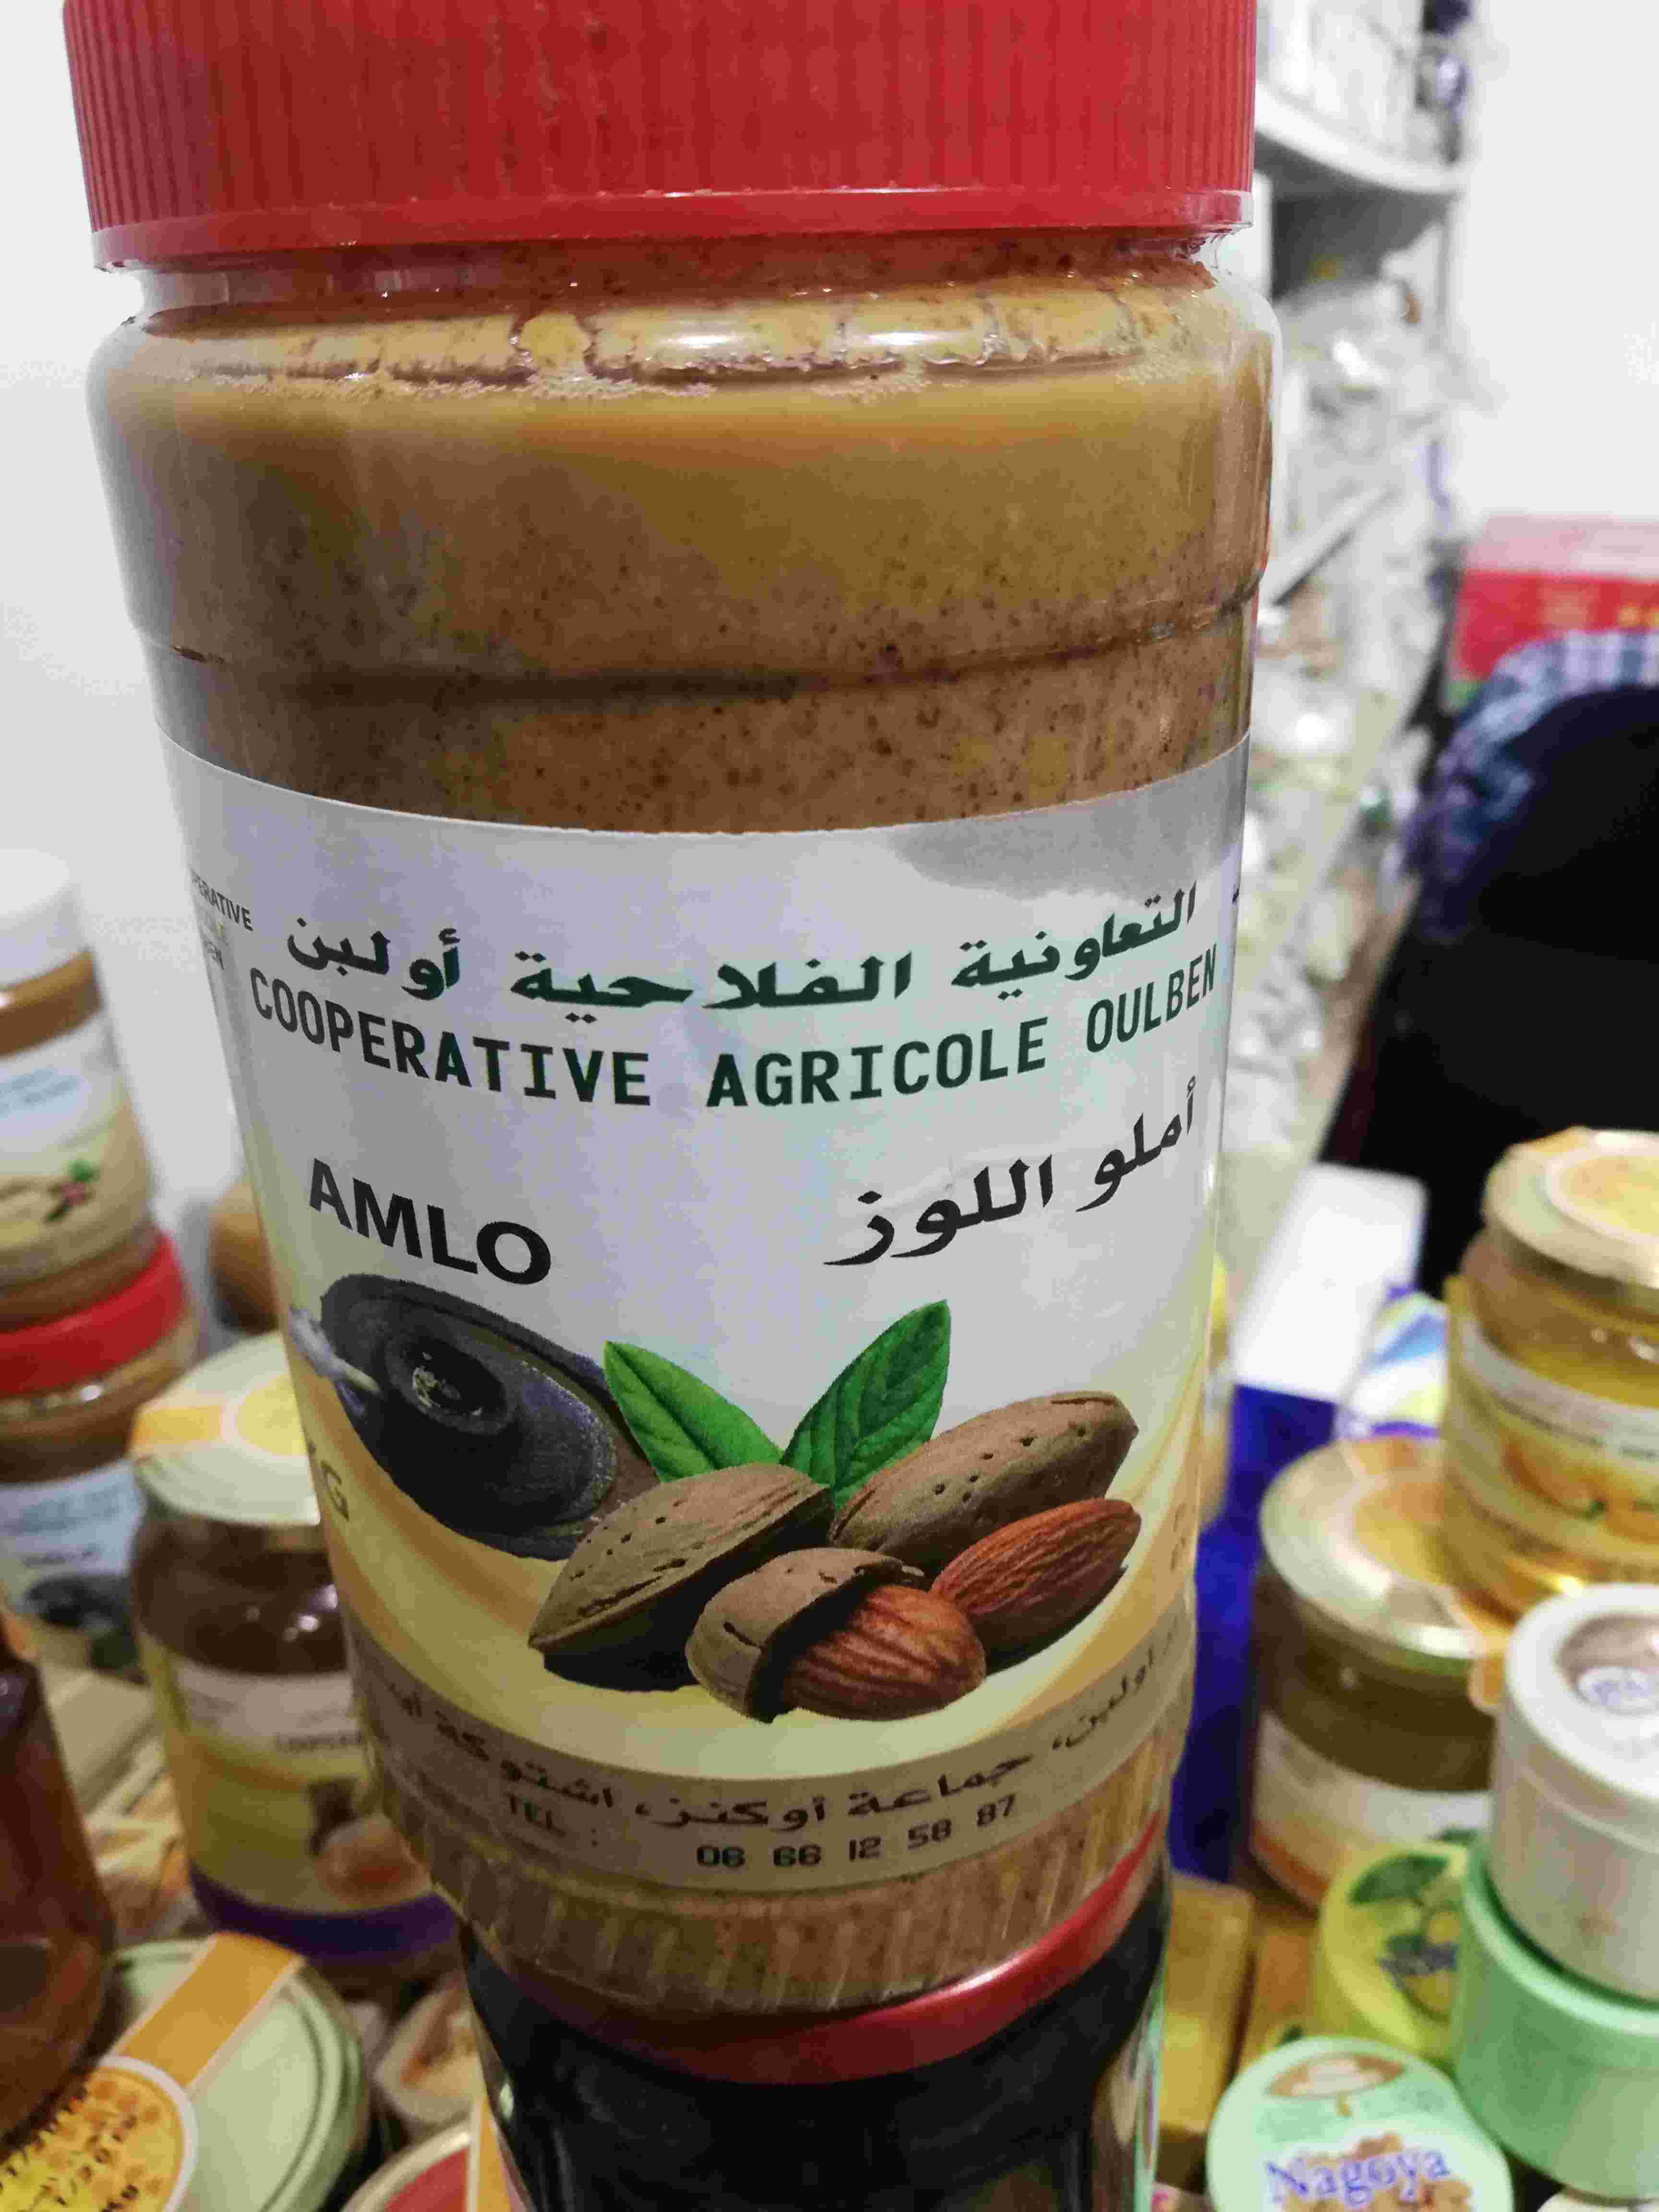 التعاونية الفلاحية أولبن
COOPERATIVE AGRICOLE OULBEN
أملو اللوز
AMLO
اولبن، جماعة أوكنز، اشتوكة
TEL : 06 66 12 58 87
Nagoya